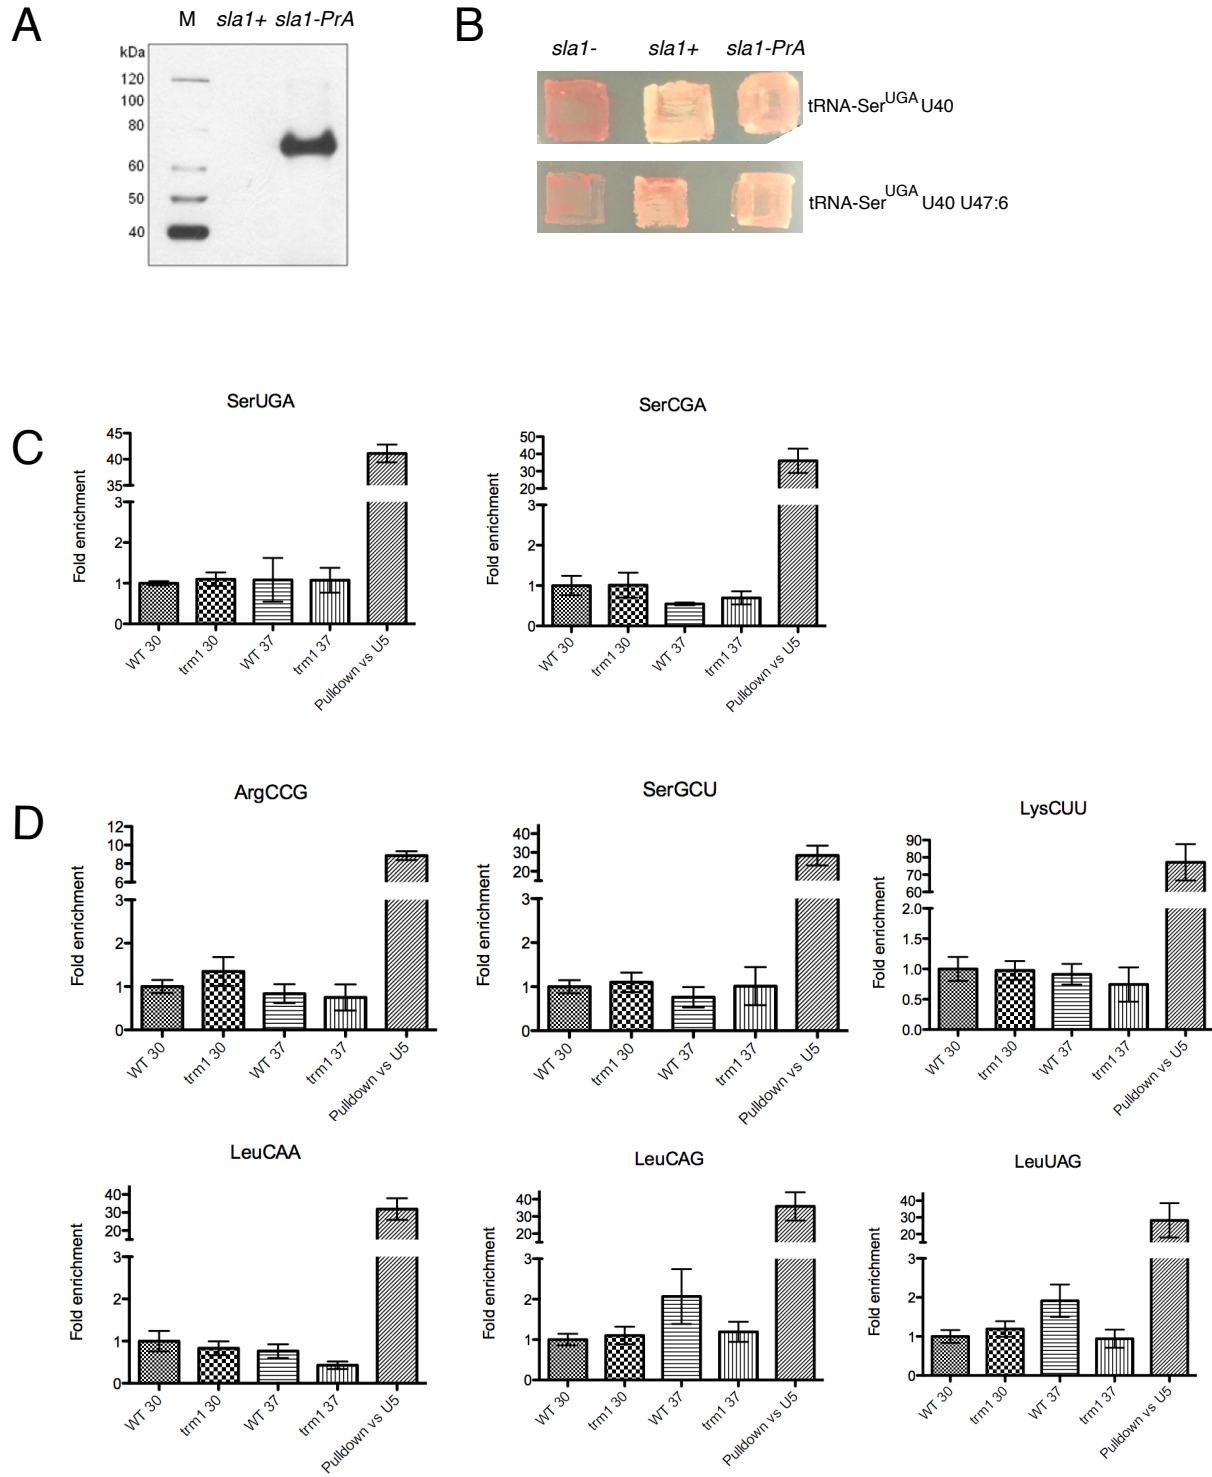 A
M sla1+ sla1-PrA
kDa
120
100
80
60
50
40
B
sla1- sla1+ sla1-PrA
tRNA-Ser UGA U40
tRNA-Ser UGA U40 U47:6
C
SerUGA
Fold enrichment
45
40
35
3
2
1
0
WT 30
trm1 30
WT 37
trm1 37
Pulldown vs U5
SerCGA
Fold enrichment
50
40
30
20
3
2
1
0
WT 30
trm1 30
WT 37
trm1 37
Pulldown vs U5
D
ArgCCG
Fold enrichment
12
10
8
6
3
2
1
0
WT 30
trm1 30
WT 37
trm1 37
Pulldown vs U5
SerGCU
Fold enrichment
40
30
20
3
2
1
0
WT 30
trm1 30
WT 37
trm1 37
Pulldown vs U5
LysCUU
Fold enrichment
90
80
70
60
2.0
1.5
1.0
0.5
0.0
WT 30
trm1 30
WT 37
trm1 37
Pulldown vs U5
LeuCAA
Fold enrichment
40
30
20
3
2
1
0
WT 30
trm1 30
WT 37
trm1 37
Pulldown vs U5
LeuCAG
Fold enrichment
40
30
20
3
2
1
0
WT 30
trm1 30
WT 37
trm1 37
Pulldown vs U5
LeuUAG
Fold enrichment
40
30
20
3
2
1
0
WT 30
trm1 30
WT 37
trm1 37
Pulldown vs U5